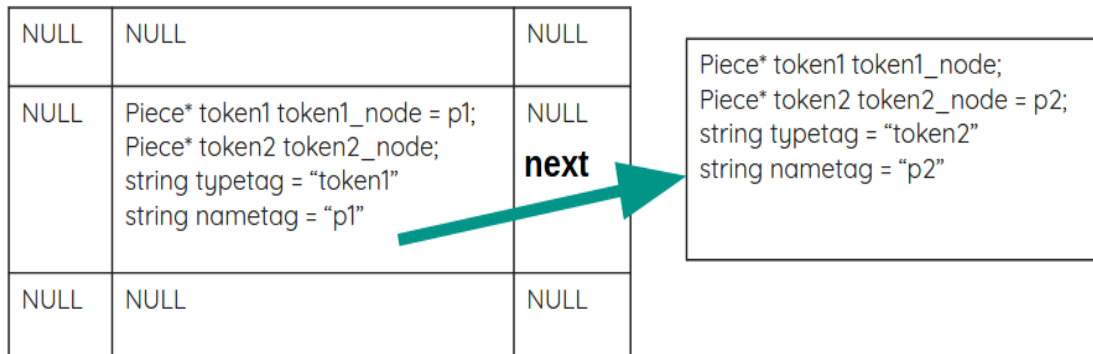 NULL NULL NULL
NULL Piece* token1 token1_node = p1; NULL
Piece* token2 token2_node;
string typetag = “token1”
string nametag = “p1”
next
NULL NULL NULL
Piece* token1 token1_node;
Piece* token2 token2_node = p2;
string typetag = “token2”
string nametag = “p2”